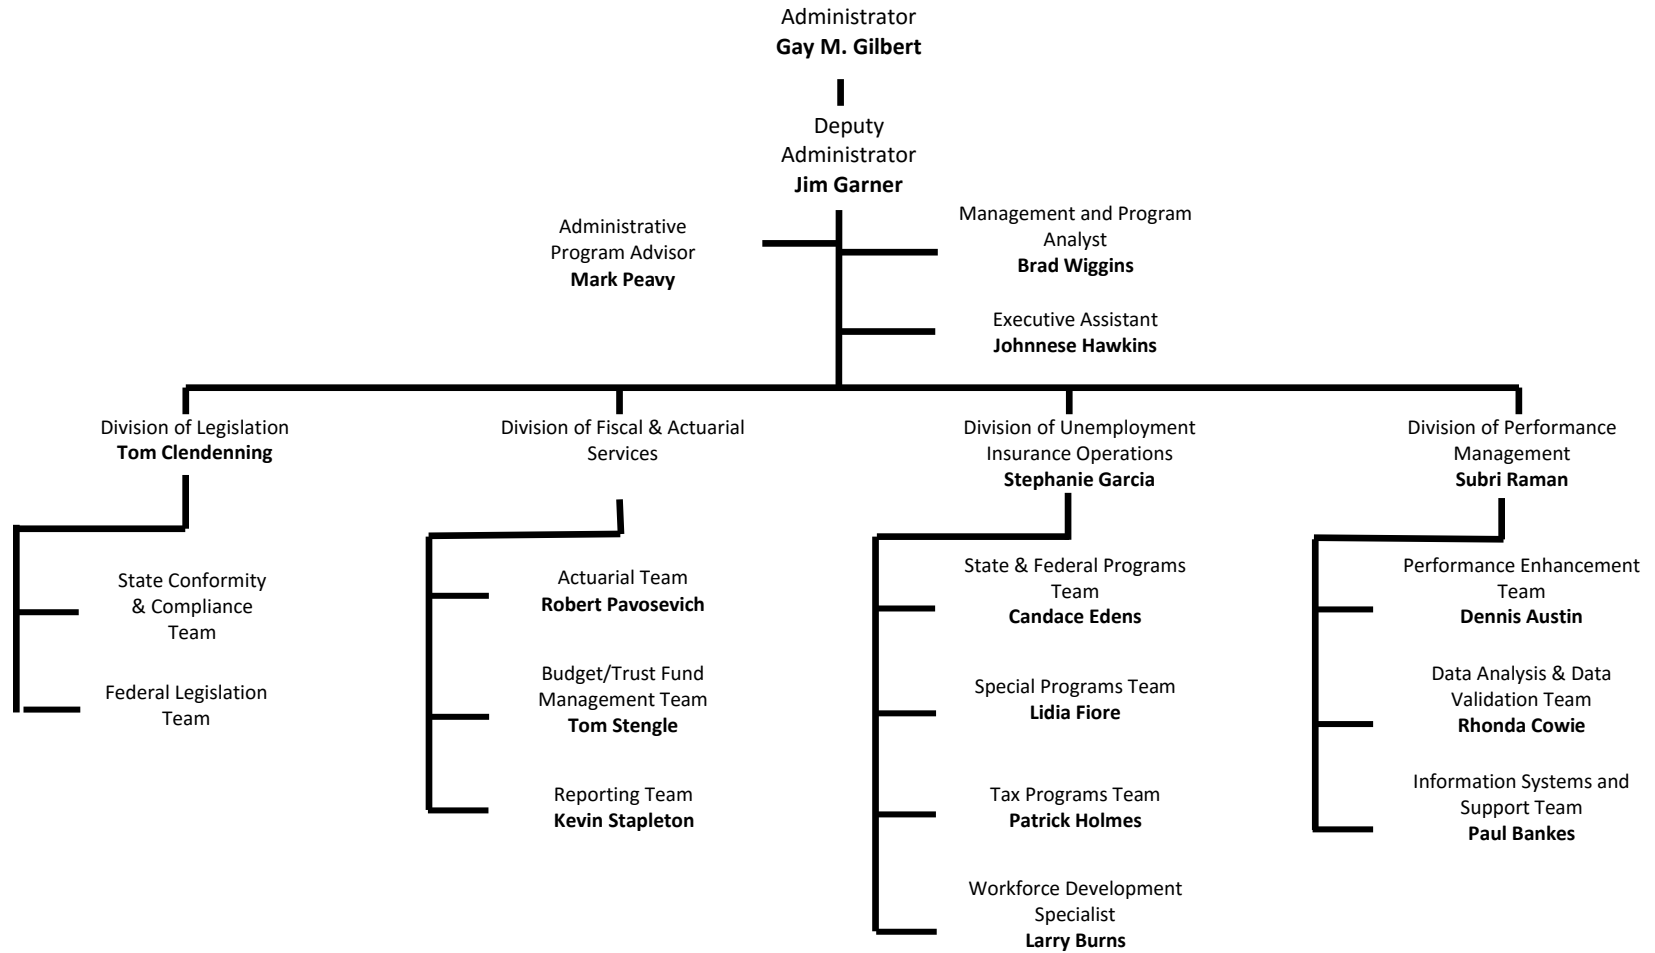 Administrator
Gay M. Gilbert
Deputy
Administrator
Jim Garner
Administrative
Program Advisor
Mark Peavy
Management and Program
Analyst
Brad Wiggins
Executive Assistant
Johnnese Hawkins
Division of Legislation
Tom Clendenning
State Conformity
& Compliance
Team
Federal Legislation
Team
Division of Fiscal & Actuarial
Services
Actuarial Team
Robert Pavosevich
Budget/Trust Fund
Management Team
Tom Stengle
Reporting Team
Kevin Stapleton
Division of Unemployment
Insurance Operations
Stephanie Garcia
State & Federal Programs
Team
Candace Edens
Special Programs Team
Lidia Fiore
Tax Programs Team
Patrick Holmes
Workforce Development
Specialist
Larry Burns
Division of Performance
Management
Subri Raman
Performance Enhancement
Team
Dennis Austin
Data Analysis & Data
Validation Team
Rhonda Cowie
Information Systems and
Support Team
Paul Bankes